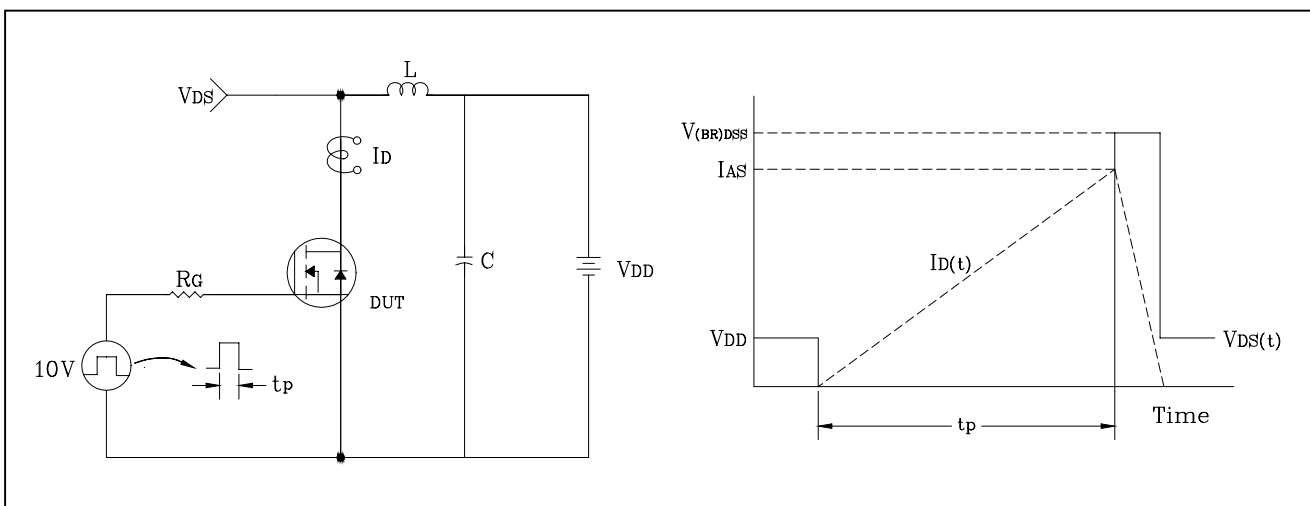 L
VDS
ID
RG
DUT
C
VDD
10V
tp
V(BR)DSS
IAS
ID(t)
VDD
VDS(t)
tp
Time